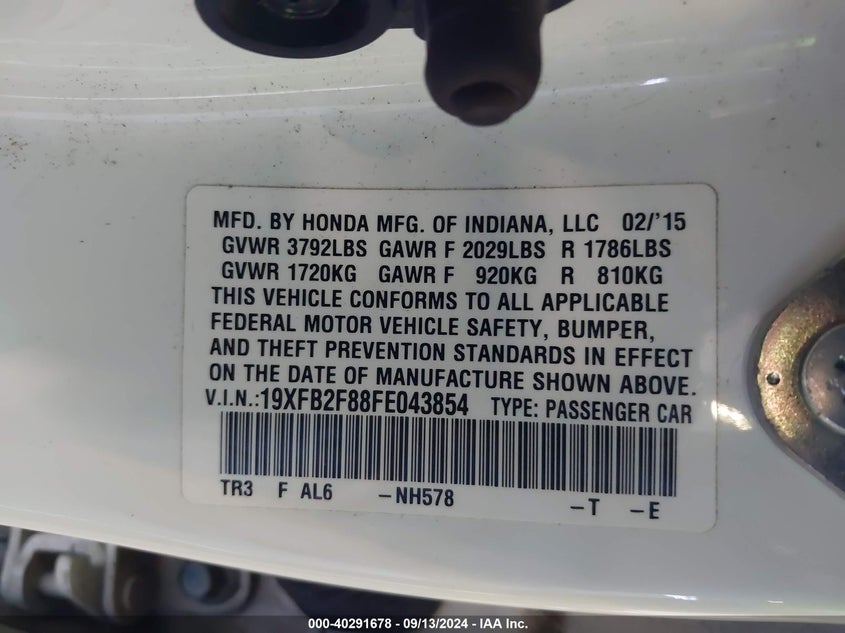 MFD. BY HONDA MFG. OF INDIANA, LLC 02/'15
GVWR 3792LBS GAWR F 2029LBS R 1786LBS
GVWR 1720KG GAWR F 920KG R 810KG
THIS VEHICLE CONFORMS TO ALL APPLICABLE
FEDERAL MOTOR VEHICLE SAFETY, BUMPER,
AND THEFT PREVENTION STANDARDS IN EFFECT
ON THE DATE OF MANUFACTURE SHOWN ABOVE.
V.I.N.:19XFB2F88FE043854 TYPE: PASSENGER CAR
TR3 F AL6 -NH578 -T -E
000-40291678 - 09/13/2024 - IAA Inc.